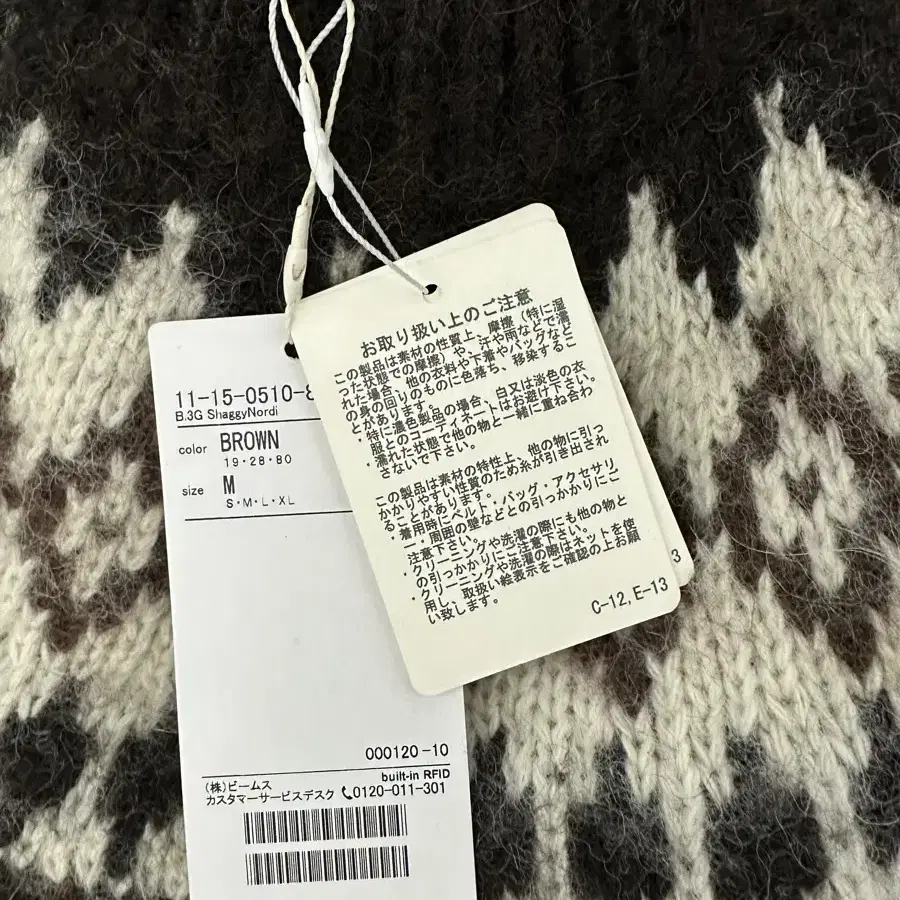 11-15-0510-8
B.3G ShaggyNordi
color BROWN
19・28・80
size M
S・M・L・XL
000120-10
built-in RFID
(株)ビームス
カスタマーサービスデスク 0120-011-301
お取り扱い上のご注意
この製品は素材の性質上、摩擦(特に湿
った状態での摩擦)や、汗や雨などで濡
れた場合、他の衣料や下着やバッグなど
の身の回りのものに色落ち、移染するこ
とがあります。
・特に濃色製品の場合、白又は淡色の衣
服とのコーディネートはお避け下さい。
・濡れた状態で他の物と一緒に重ね合わ
さないで下さい。
この製品は素材の特性上、他の物に引っ
かかりやすい性質のため糸が引き出され
ることがあります。
・着用時にベルト・バッグ・アクセサリ
ー・周囲の壁などとの引っかかりにご
注意下さい。
・クリーニングや洗濯の際にも他の物と
の引っかかりにご注意下さい。
・クリーニングや洗濯の際はネットを使
用し、取扱い絵表示をご確認の上お願
い致します。
C-12, E-13
3